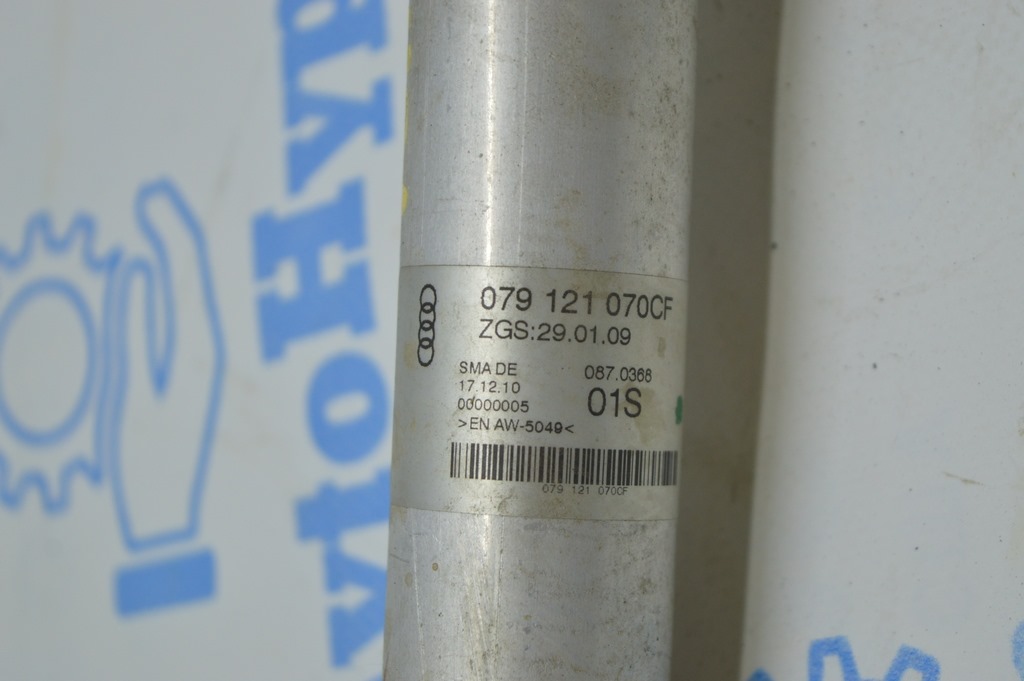 079 121 070CF
ZGS:29.01.09
SMA DE 087.0368
17.12.10
00000005 01S
>EN AW-5049<
079 121 070CF